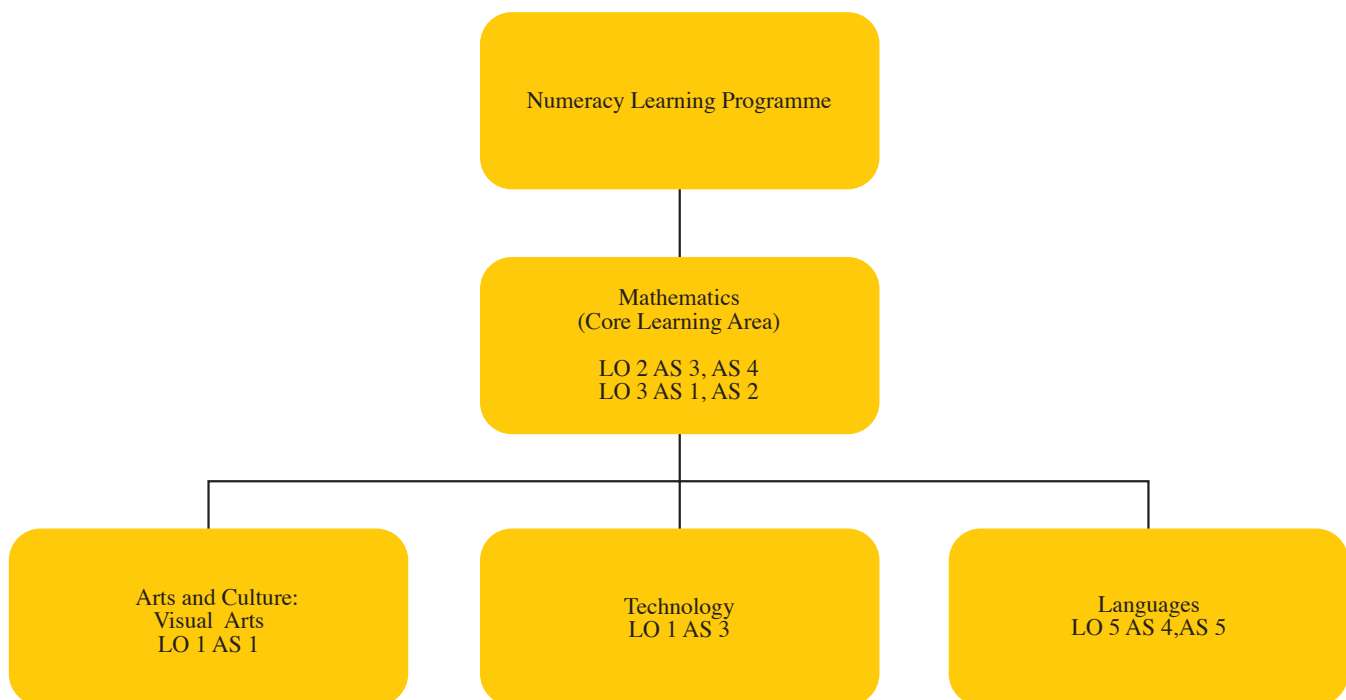 Numeracy Learning Programme
Mathematics
(Core Learning Area)
LO 2 AS 3, AS 4
LO 3 AS 1, AS 2
Arts and Culture:
Visual Arts
LO 1 AS 1
Technology
LO 1 AS 3
Languages
LO 5 AS 4,AS 5